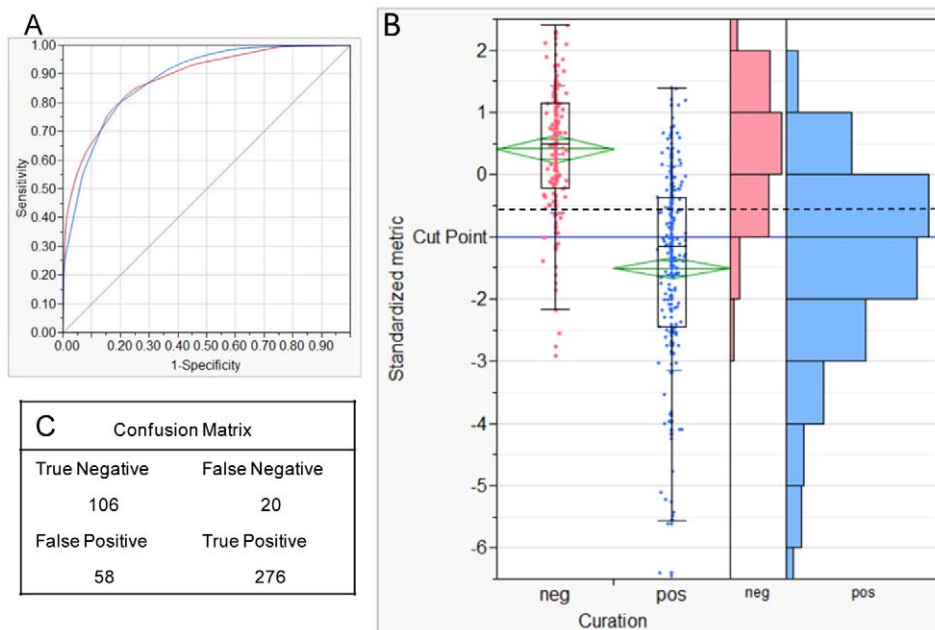 A
1.00
0.90
0.80
0.70
0.60
0.50
0.40
0.30
0.20
0.10
0.00
Sensitivity
0.00 0.20 0.30 0.40 0.50 0.60 0.70 0.80 0.90
1-Specificity
B
2
1
0
Cut Point
-2
-3
-4
-5
-6
Standardized metric
neg pos neg pos
Curation
C Confusion Matrix
True Negative False Negative
106 20
False Positive True Positive
58 276